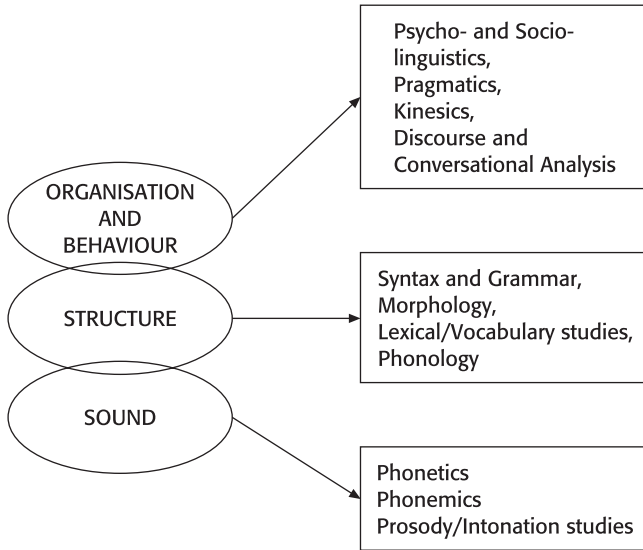 Psycho- and Socio-
linguistics,
Pragmatics,
Kinesics,
Discourse and
Conversational Analysis
ORGANISATION
AND
BEHAVIOUR
STRUCTURE
Syntax and Grammar,
Morphology,
Lexical/Vocabulary studies,
Phonology
SOUND
Phonetics
Phonemics
Prosody/Intonation studies